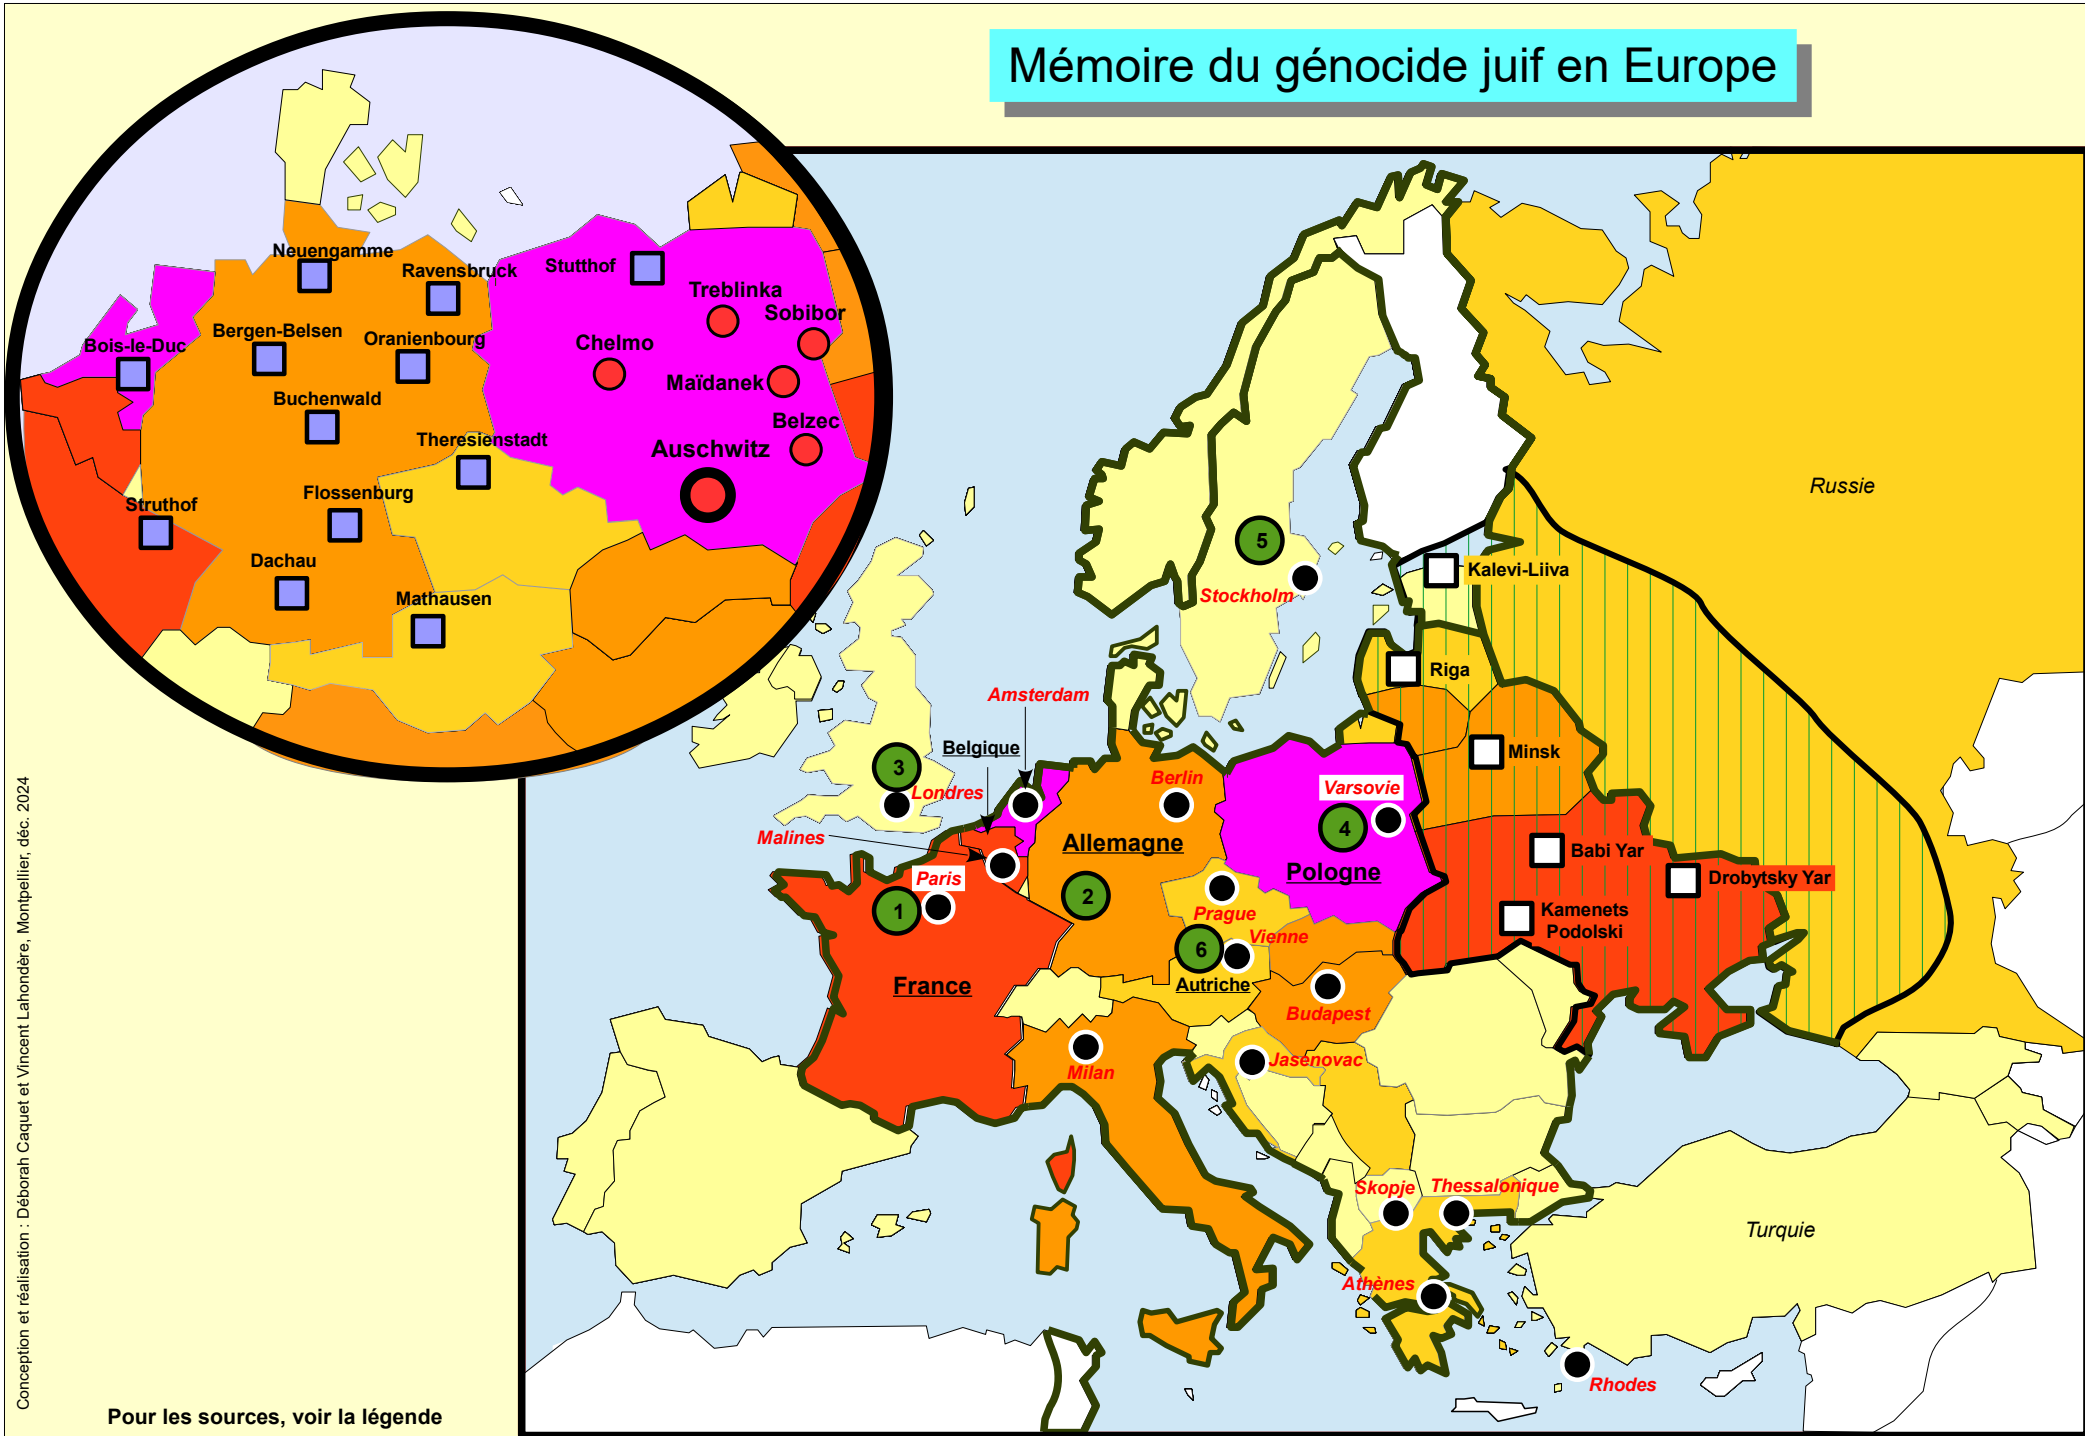 Mémoire du génocide juif en Europe
Neuengamme
Ravensbruck
Stutthof
Treblinka
Sobibor
Bergen-Belsen
Oranienbourg
Bois-le-Duc
Chelmo
Maïdanek
Buchenwald
Belzec
Theresienstadt
Auschwitz
Flossenburg
Struthof
Dachau
Mathausen
Russie
5
Stockholm
Kalevi-Liiva
Riga
Amsterdam
Belgique
Minsk
3
Londres
Berlin
Varsovie
4
Malines
Allemagne
Babi Yar
Pologne
Paris
Drobytsky Yar
1
2
Prague
Kamenets
Podolski
Vienne
6
France
Autriche
Budapest
Milan
Jasenovac
Skopje
Thessalonique
Turquie
Athènes
Rhodes
Conception et réalisation : Déborah Caquet et Vincent Lahondère, Montpellier, déc. 2024
Pour les sources, voir la légende